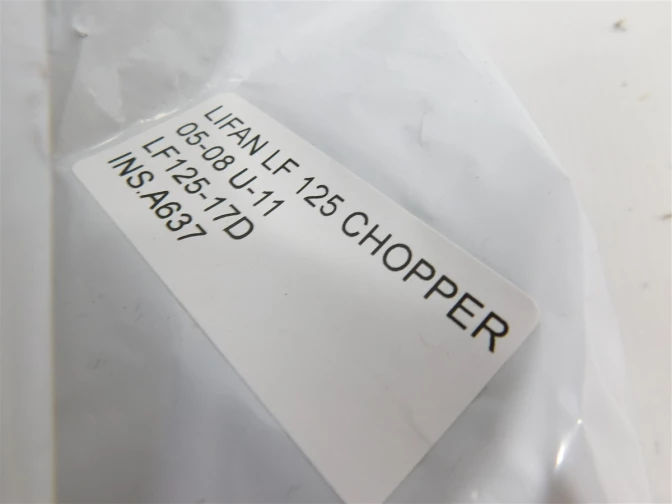 LIFAN LF 125 CHOPPER
05-08 U-11
LF125-17D
INS.A637